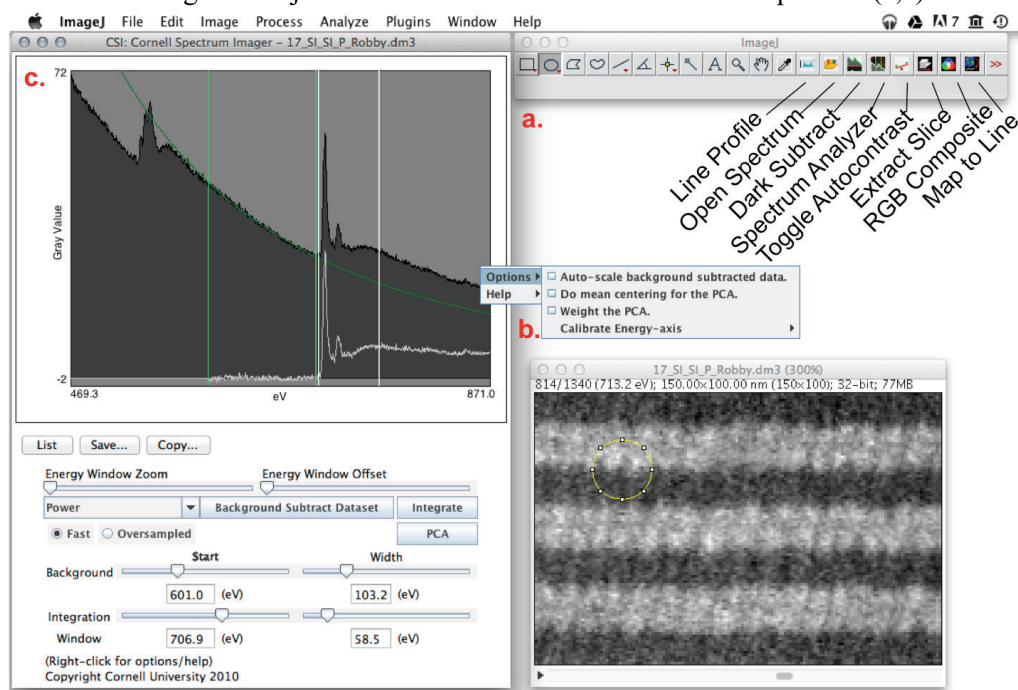 ImageJ File Edit Image Process Analyze Plugins Window Help
7
CSI: Cornell Spectrum Imager - 17_SI_SI_P_Robby.dm3
c.
72
Gray Value
-2
469.3
eV
871.0
List Save... Copy...
Energy Window Zoom Energy Window Offset
Power Background Subtract Dataset Integrate
Fast Oversampled PCA
Start Width
Background
601.0 (eV) 103.2 (eV)
Integration
Window 706.9 (eV) 58.5 (eV)
(Right-click for options/help)
Copyright Cornell University 2010
ImageJ
A
>>
a.
Line Profile
Open Spectrum
Dark Subtract
Spectrum Analyzer
Toggle Autocontrast
Extract Slice
RGB Composite
Map to Line
Options
Help
Auto-scale background subtracted data.
Do mean centering for the PCA.
Weight the PCA.
Calibrate Energy-axis
b.
17_SI_SI_P_Robby.dm3 (300%)
814/1340 (713.2 eV); 150.00x100.00 nm (150x100); 32-bit; 77MB